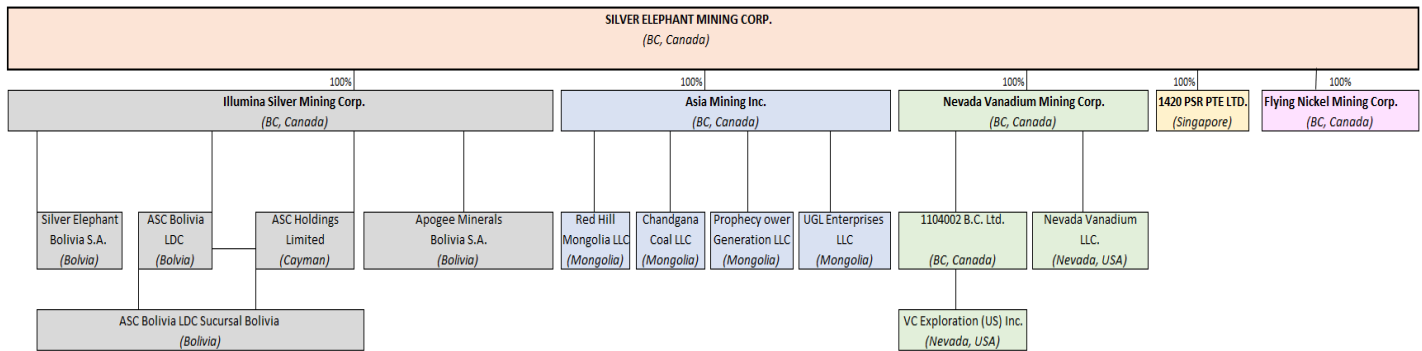 SILVER ELEPHANT MINING CORP.
(BC, Canada)
100%
100%
100%
100%
100%
Illumina Silver Mining Corp.
(BC, Canada)
Asia Mining Inc.
(BC, Canada)
Nevada Vanadium Mining Corp.
(BC, Canada)
1420 PSR PTE LTD.
(Singapore)
Flying Nickel Mining Corp.
(BC, Canada)
Silver Elephant
Bolivia S.A.
(Bolvia)
ASC Bolivia
LDC
(Bolvia)
ASC Holdings
Limited
(Cayman)
Apogee Minerals
Bolivia S.A.
(Bolivia)
Red Hill
Mongolia LLC
(Mongolia)
Chandgana
Coal LLC
(Mongolia)
Prophecy ower
Generation LLC
(Mongolia)
UGL Enterprises
LLC
(Mongolia)
1104002 B.C. Ltd.
(BC, Canada)
Nevada Vanadium
LLC.
(Nevada, USA)
ASC Bolivia LDC Sucursal Bolivia
(Bolivia)
VC Exploration (US) Inc.
(Nevada, USA)